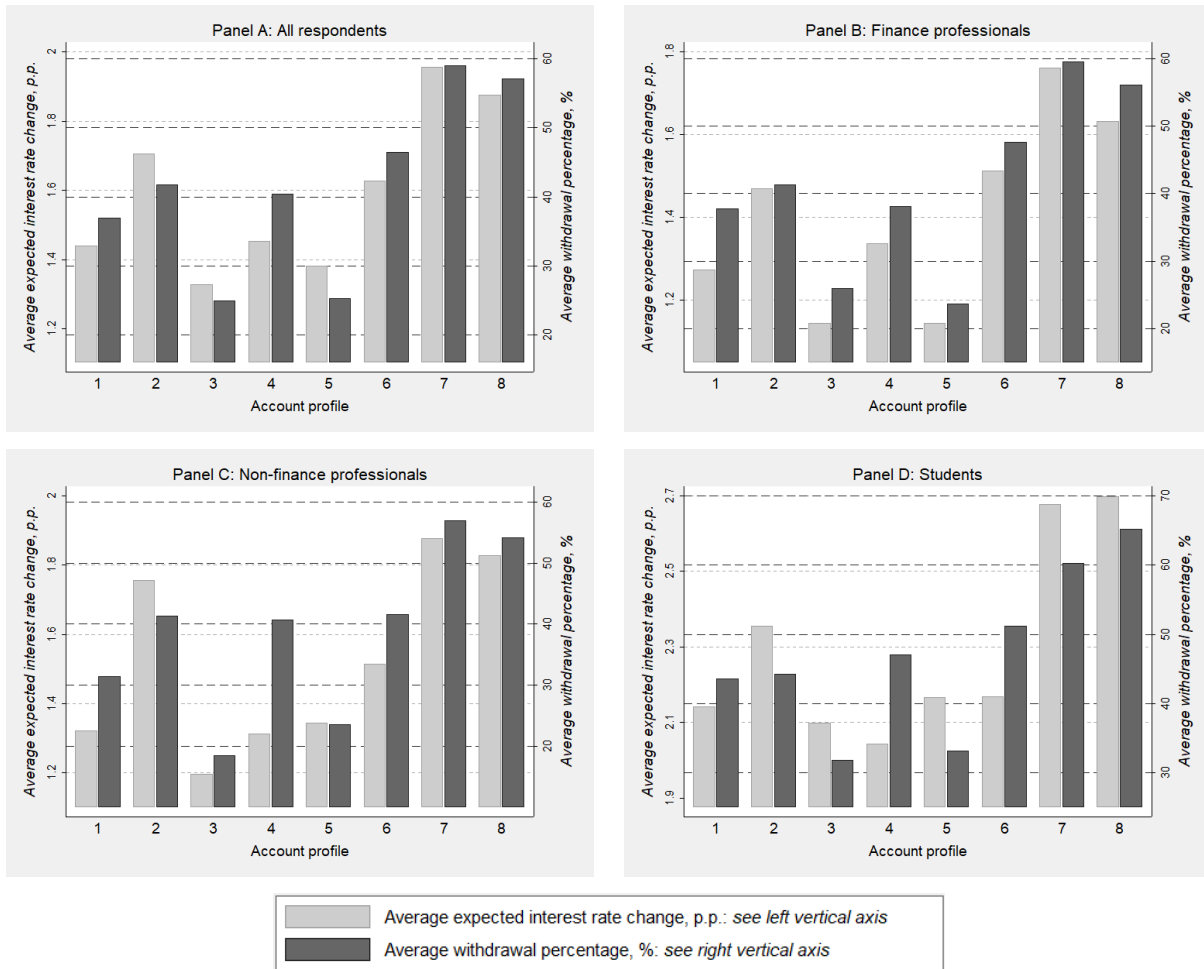 Panel A: All respondents
Average expected interest rate change, p.p.
2
1.8
1.6
1.4
1.2
60
50
40
30
20
Average withdrawal percentage, %
1 2 3 4 5 6 7 8
Account profile
Panel B: Finance professionals
Average expected interest rate change, p.p.
1.8
1.6
1.4
1.2
60
50
40
30
20
Average withdrawal percentage, %
1 2 3 4 5 6 7 8
Account profile
Panel C: Non-finance professionals
Average expected interest rate change, p.p.
2
1.8
1.6
1.4
1.2
60
50
40
30
20
Average withdrawal percentage, %
1 2 3 4 5 6 7 8
Account profile
Panel D: Students
Average expected interest rate change, p.p.
2.7
2.5
2.3
2.1
1.9
70
60
50
40
30
Average withdrawal percentage, %
1 2 3 4 5 6 7 8
Account profile
Average expected interest rate change, p.p.: see left vertical axis
Average withdrawal percentage, %: see right vertical axis